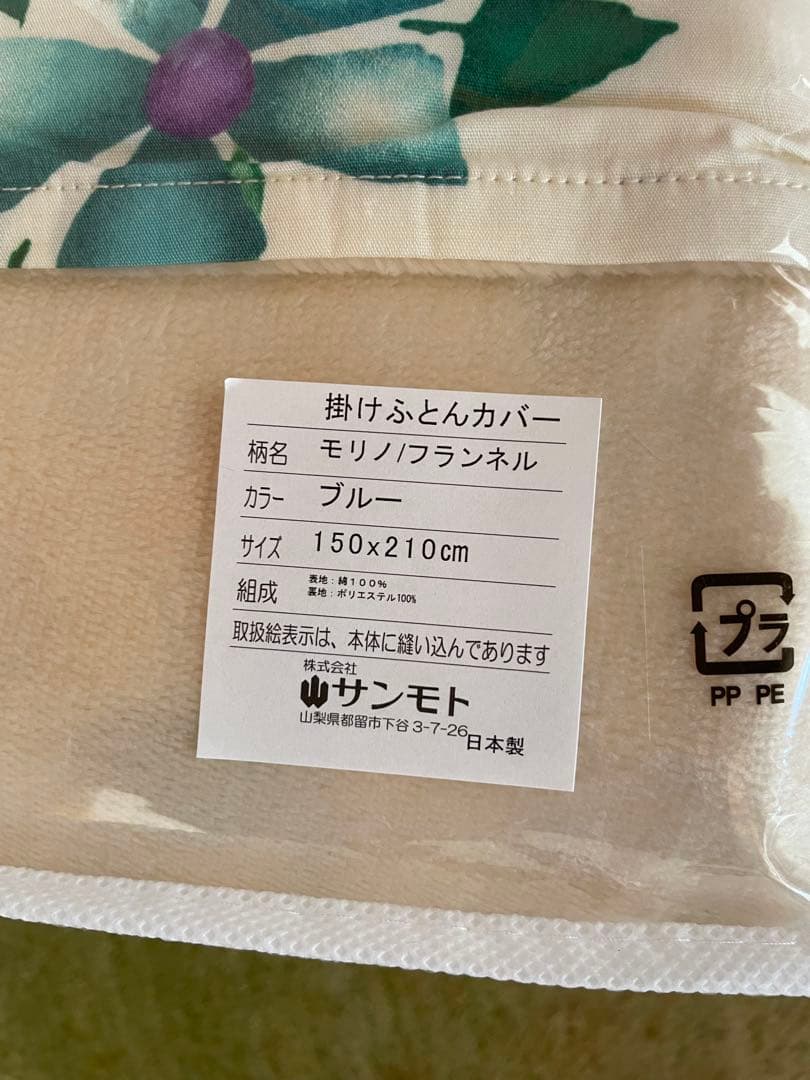 掛けふとんカバー
柄名 モリノ/フランネル
カラー ブルー
サイズ 150x210cm
組成 表地：綿１００％
裏地：ポリエステル100%
取扱絵表示は、本体に縫い込んであります
株式会社
サンモト
山梨県都留市下谷3-7-26
日本製
プラ
PP PE